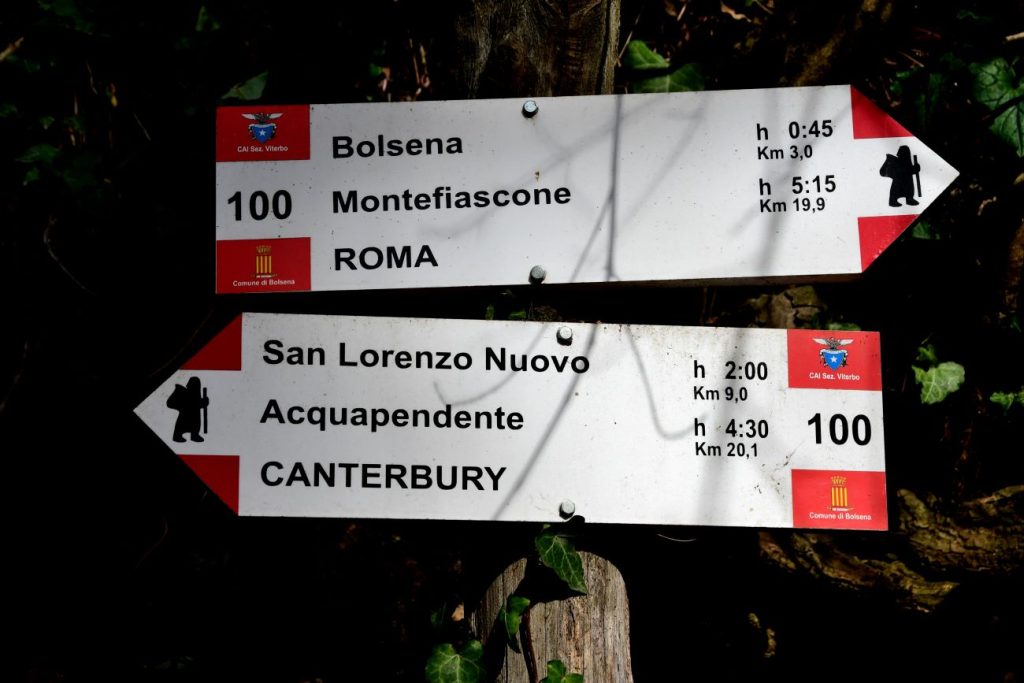 CAI Sez. Viterbo
100
Comune di Bolsena
Bolsena h 0:45
Km 3,0
Montefiascone h 5:15
Km 19,9
ROMA
San Lorenzo Nuovo h 2:00
Km 9,0
Acquapendente h 4:30
Km 20,1
CANTERBURY
CAI Sez. Viterbo
100
Comune di Bolsena